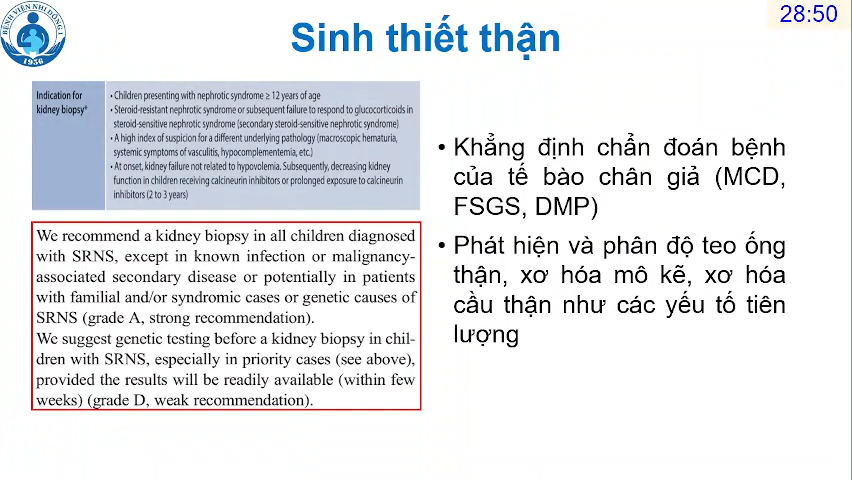 BỆNH VIỆN NHI ĐỒNG 1
1956
28:50
Sinh thiết thận
Indication for
kidney biopsy*
• Children presenting with nephrotic syndrome ≥ 12 years of age
• Steroid-resistant nephrotic syndrome or subsequent failure to respond to glucocorticoids in
steroid-sensitive nephrotic syndrome (secondary steroid-sensitive nephrotic syndrome)
• A high index of suspicion for a different underlying pathology (macroscopic hematuria,
systemic symptoms of vasculitis, hypocomplementemia, etc.)
• At onset, kidney failure not related to hypovolemia. Subsequently, decreasing kidney
function in children receiving calcineurin inhibitors or prolonged exposure to calcineurin
inhibitors (2 to 3 years)
We recommend a kidney biopsy in all children diagnosed
with SRNS, except in known infection or malignancy-
associated secondary disease or potentially in patients
with familial and/or syndromic cases or genetic causes of
SRNS (grade A, strong recommendation).
We suggest genetic testing before a kidney biopsy in chil-
dren with SRNS, especially in priority cases (see above),
provided the results will be readily available (within few
weeks) (grade D, weak recommendation).
• Khẳng định chẩn đoán bệnh
của tế bào chân giả (MCD,
FSGS, DMP)
• Phát hiện và phân độ teo ống
thận, xơ hóa mô kẽ, xơ hóa
cầu thận như các yếu tố tiên
lượng